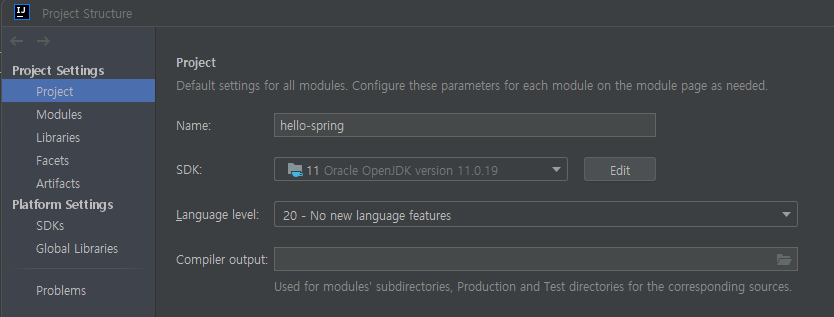 IJ
Project Structure
Project Settings
Project
Modules
Libraries
Facets
Artifacts
Platform Settings
SDKs
Global Libraries
Problems
Project
Default settings for all modules. Configure these parameters for each module on the module page as needed.
Name: hello-spring
SDK: 11 Oracle OpenJDK version 11.0.19 Edit
Language level: 20 - No new language features
Compiler output:
Used for modules' subdirectories, Production and Test directories for the corresponding sources.